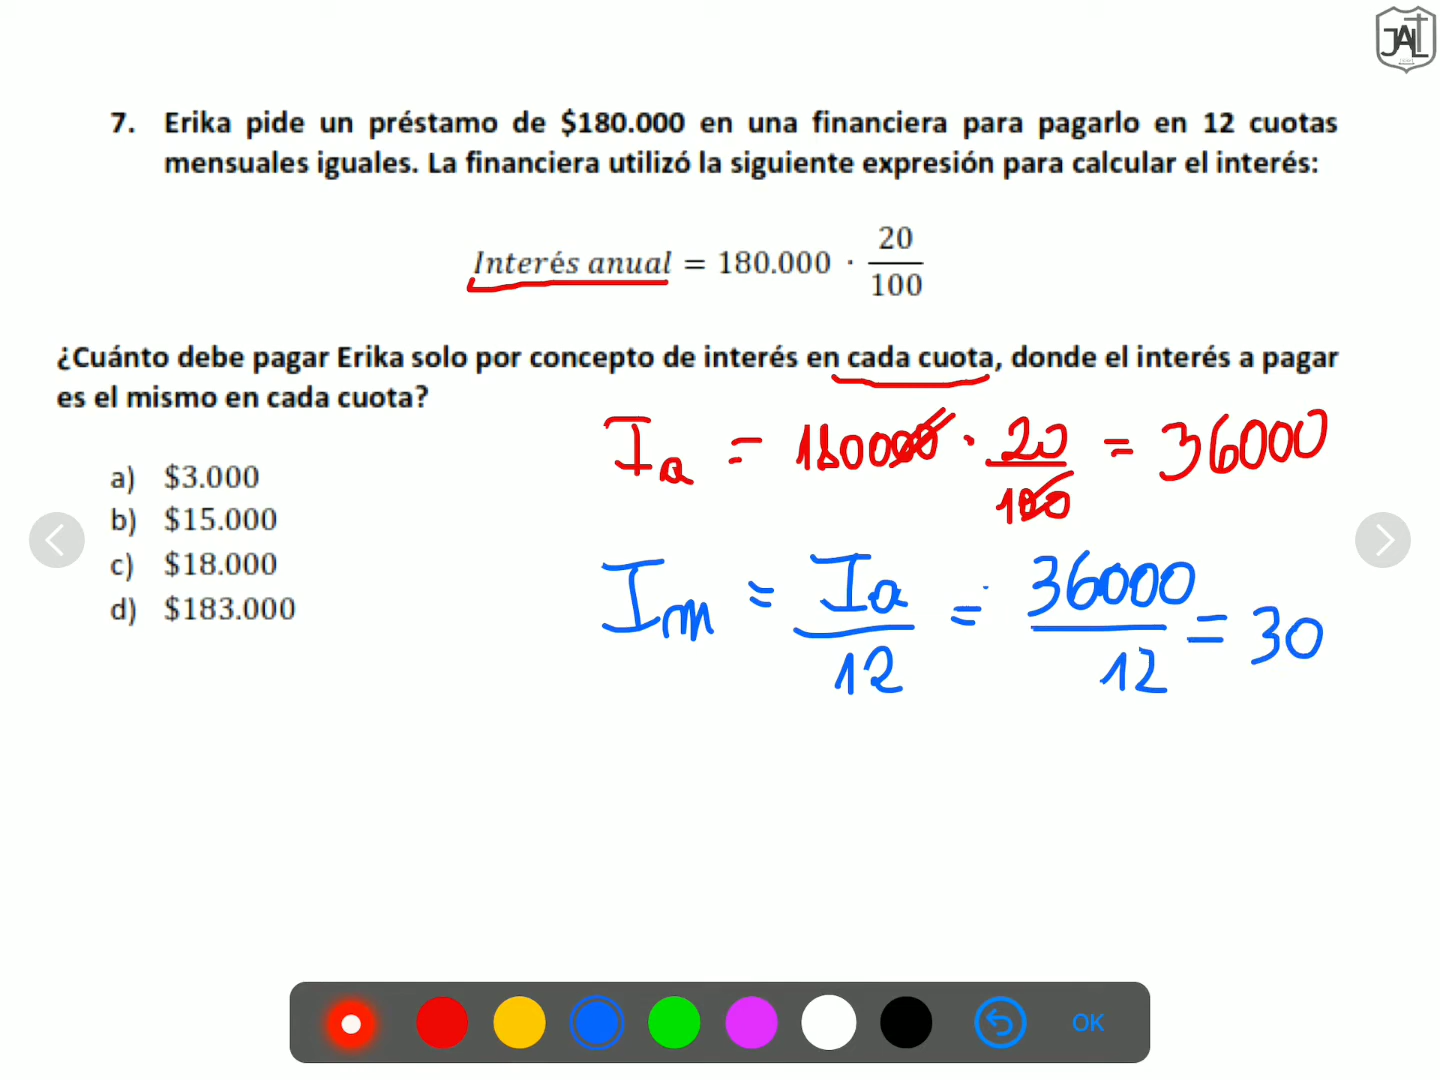 JALT
7. Erika pide un préstamo de $180.000 en una financiera para pagarlo en 12 cuotas
mensuales iguales. La financiera utilizó la siguiente expresión para calcular el interés:
Interés anual = 180.000 · 20/100
¿Cuánto debe pagar Erika solo por concepto de interés en cada cuota, donde el interés a pagar
es el mismo en cada cuota?
a) $3.000
b) $15.000
c) $18.000
d) $183.000
Ia = 180000 · 20/100 = 36000
Im = Ia/12 = 36000/12 = 30
OK